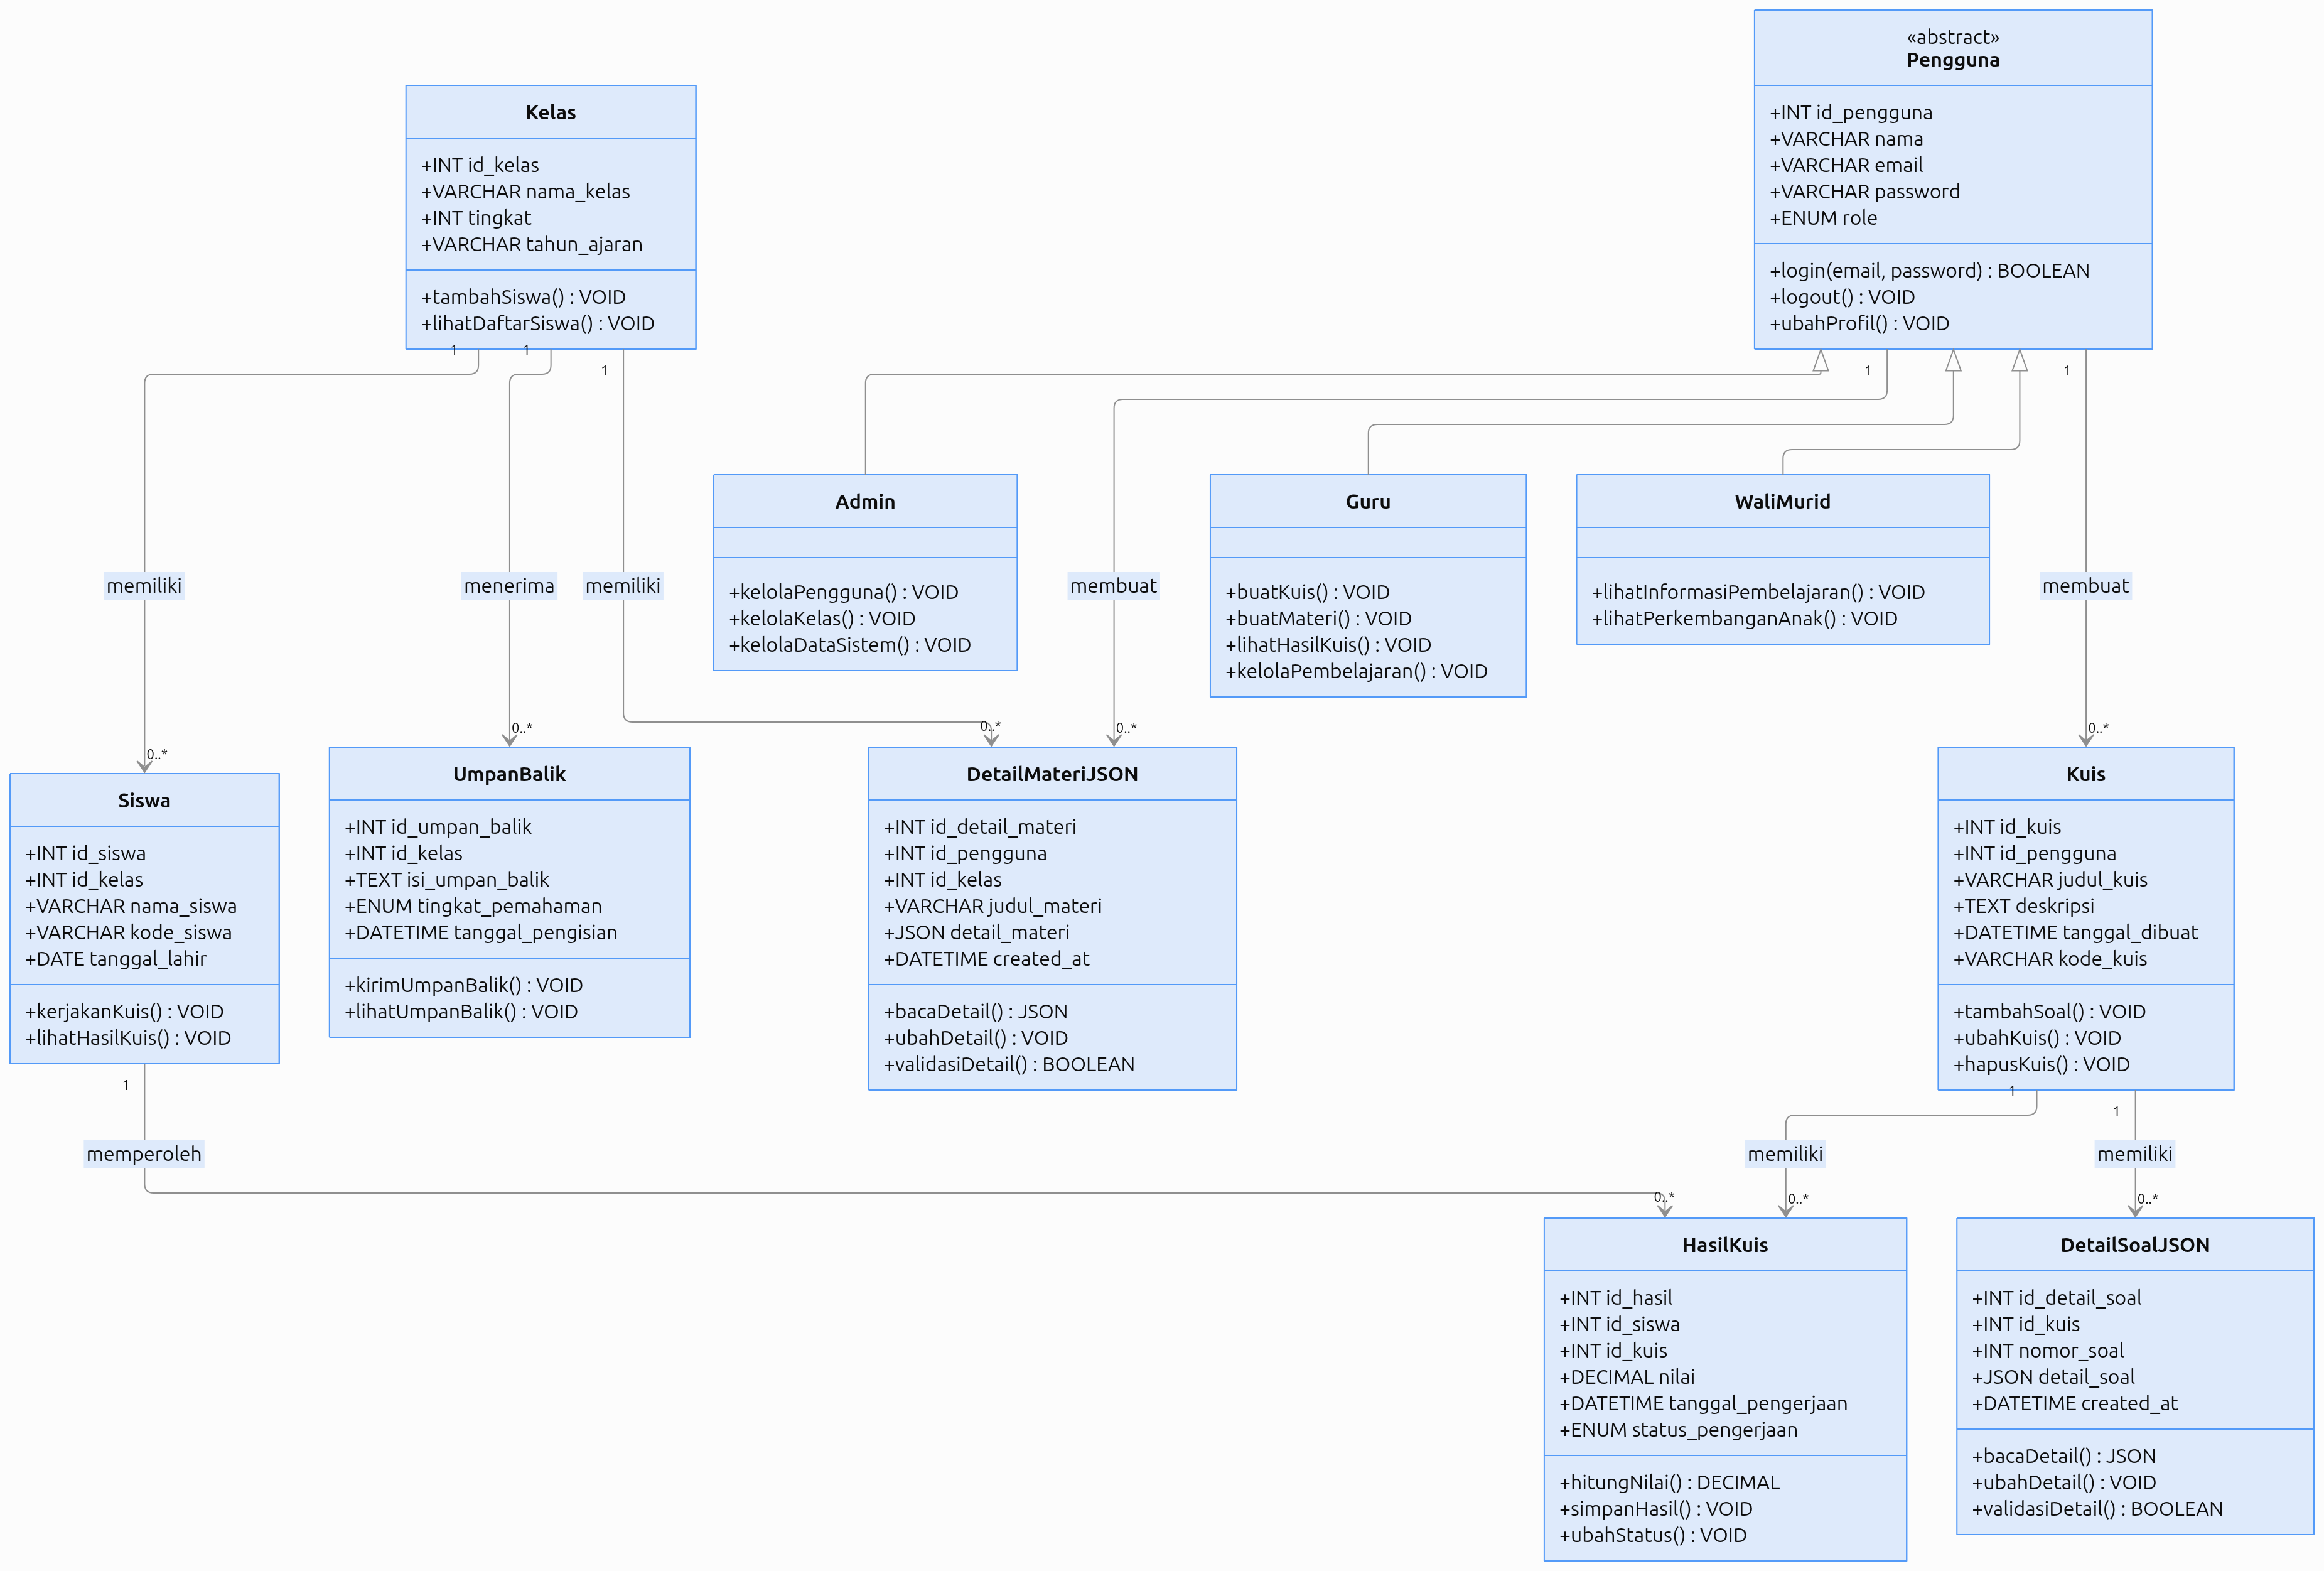 «abstract»
Pengguna
+INT id_pengguna
+VARCHAR nama
+VARCHAR email
+VARCHAR password
+ENUM role
+login(email, password) : BOOLEAN
+logout() : VOID
+ubahProfil() : VOID
Kelas
+INT id_kelas
+VARCHAR nama_kelas
+INT tingkat
+VARCHAR tahun_ajaran
+tambahSiswa() : VOID
+lihatDaftarSiswa() : VOID
1
1
1
1
1
Admin
+kelolaPengguna() : VOID
+kelolaKelas() : VOID
+kelolaDataSistem() : VOID
Guru
+buatKuis() : VOID
+buatMateri() : VOID
+lihatHasilKuis() : VOID
+kelolaPembelajaran() : VOID
WaliMurid
+lihatInformasiPembelajaran() : VOID
+lihatPerkembanganAnak() : VOID
memiliki
menerima
memiliki
membuat
membuat
0..*
0..*
0..*
0..*
0..*
Siswa
+INT id_siswa
+INT id_kelas
+VARCHAR nama_siswa
+VARCHAR kode_siswa
+DATE tanggal_lahir
+kerjakanKuis() : VOID
+lihatHasilKuis() : VOID
UmpanBalik
+INT id_umpan_balik
+INT id_kelas
+TEXT isi_umpan_balik
+ENUM tingkat_pemahaman
+DATETIME tanggal_pengisian
+kirimUmpanBalik() : VOID
+lihatUmpanBalik() : VOID
DetailMateriJSON
+INT id_detail_materi
+INT id_pengguna
+INT id_kelas
+VARCHAR judul_materi
+JSON detail_materi
+DATETIME created_at
+bacaDetail() : JSON
+ubahDetail() : VOID
+validasiDetail() : BOOLEAN
Kuis
+INT id_kuis
+INT id_pengguna
+VARCHAR judul_kuis
+TEXT deskripsi
+DATETIME tanggal_dibuat
+VARCHAR kode_kuis
+tambahSoal() : VOID
+ubahKuis() : VOID
+hapusKuis() : VOID
1
1
1
memperoleh
memiliki
memiliki
0..*
0..*
0..*
HasilKuis
+INT id_hasil
+INT id_siswa
+INT id_kuis
+DECIMAL nilai
+DATETIME tanggal_pengerjaan
+ENUM status_pengerjaan
+hitungNilai() : DECIMAL
+simpanHasil() : VOID
+ubahStatus() : VOID
DetailSoalJSON
+INT id_detail_soal
+INT id_kuis
+INT nomor_soal
+JSON detail_soal
+DATETIME created_at
+bacaDetail() : JSON
+ubahDetail() : VOID
+validasiDetail() : BOOLEAN